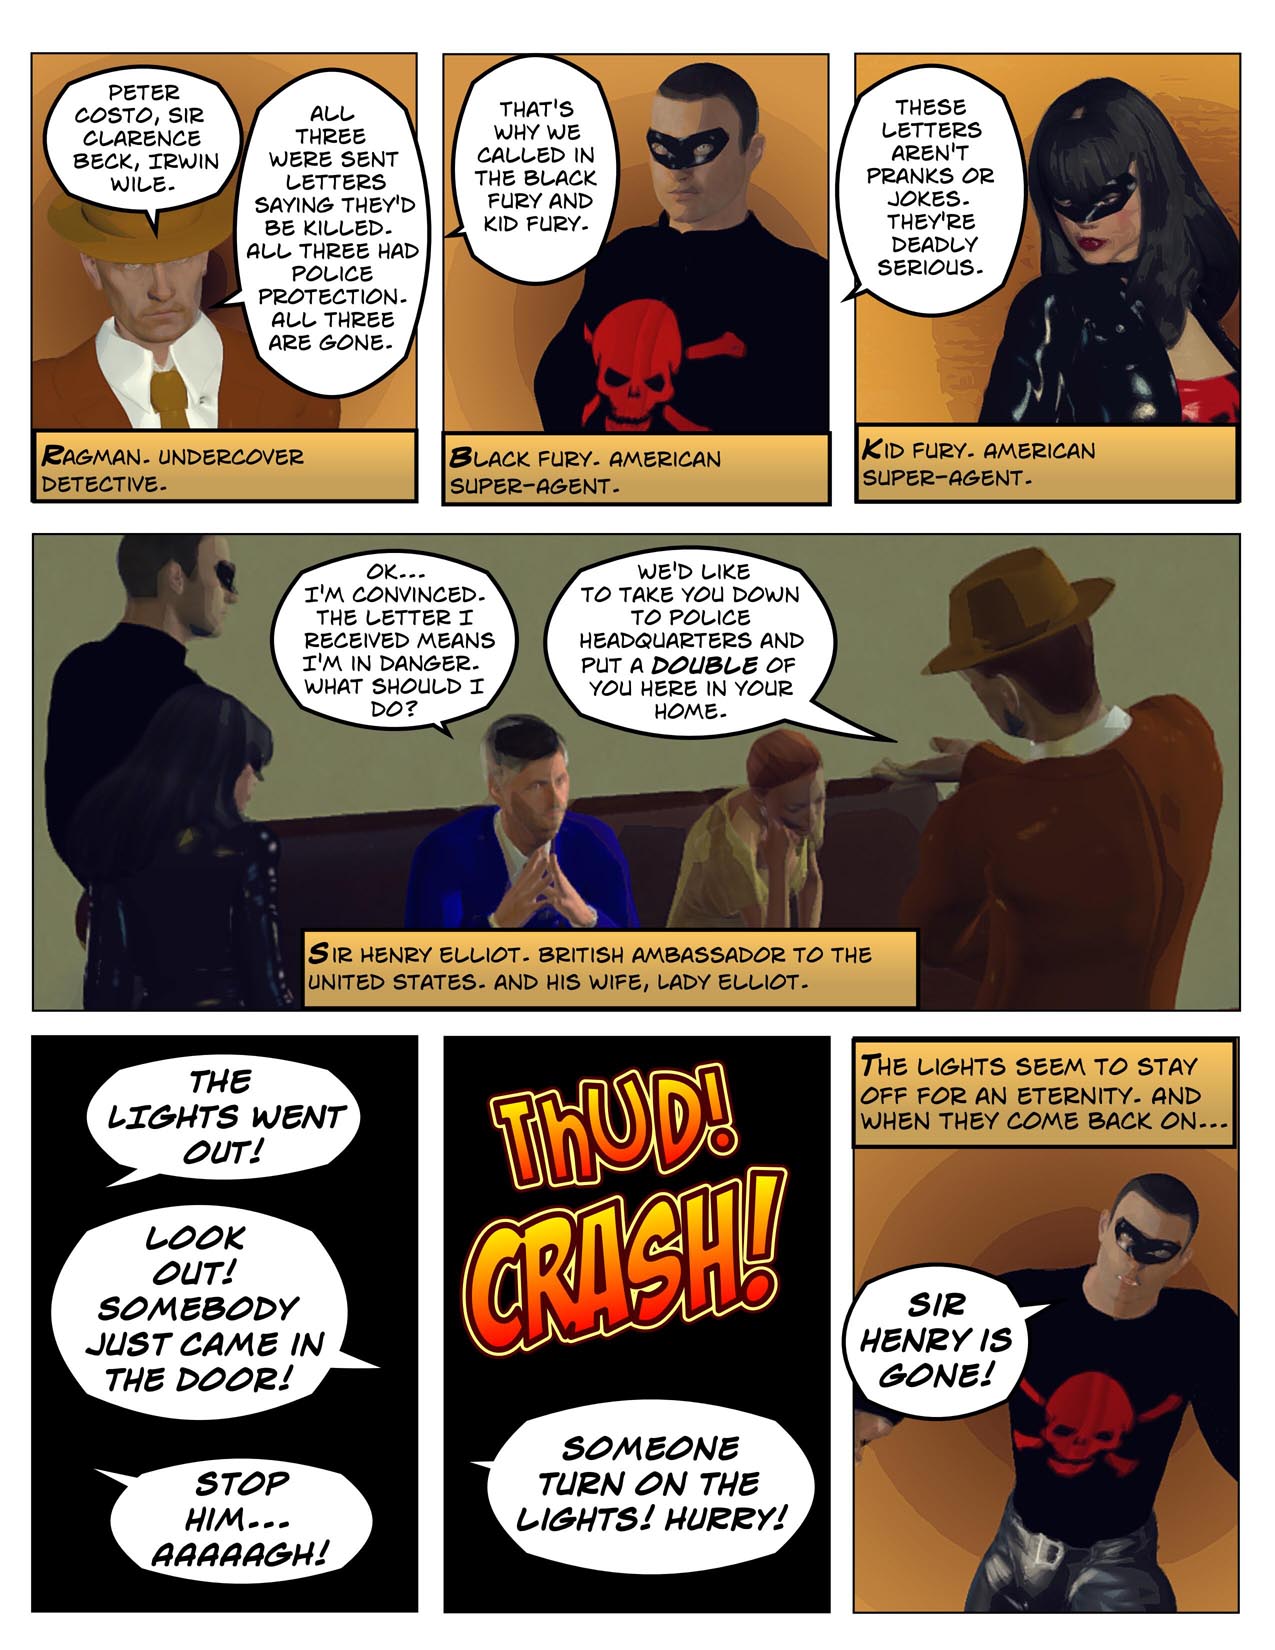 PETER
COSTO, SIR
CLARENCE
BECK, IRWIN
WILE.
ALL
THREE
WERE SENT
LETTERS
SAYING THEY'D
BE KILLED.
ALL THREE HAD
POLICE
PROTECTION.
ALL THREE
ARE GONE.
RAGMAN. UNDERCOVER
DETECTIVE.
THAT'S
WHY WE
CALLED IN
THE BLACK
FURY AND
KID FURY.
BLACK FURY. AMERICAN
SUPER-AGENT.
THESE
LETTERS
AREN'T
PRANKS OR
JOKES.
THEY'RE
DEADLY
SERIOUS.
KID FURY. AMERICAN
SUPER-AGENT.
OK...
I'M CONVINCED.
THE LETTER I
RECEIVED MEANS
I'M IN DANGER.
WHAT SHOULD I
DO?
WE'D LIKE
TO TAKE YOU DOWN
TO POLICE
HEADQUARTERS AND
PUT A DOUBLE OF
YOU HERE IN YOUR
HOME.
SIR HENRY ELLIOT. BRITISH AMBASSADOR TO THE
UNITED STATES. AND HIS WIFE, LADY ELLIOT.
THE
LIGHTS WENT
OUT!
LOOK
OUT!
SOMEBODY
JUST CAME IN
THE DOOR!
STOP
HIM...
AAAAAGH!
THUD!
CRASH!
SOMEONE
TURN ON THE
LIGHTS! HURRY!
THE LIGHTS SEEM TO STAY
OFF FOR AN ETERNITY. AND
WHEN THEY COME BACK ON...
SIR
HENRY IS
GONE!